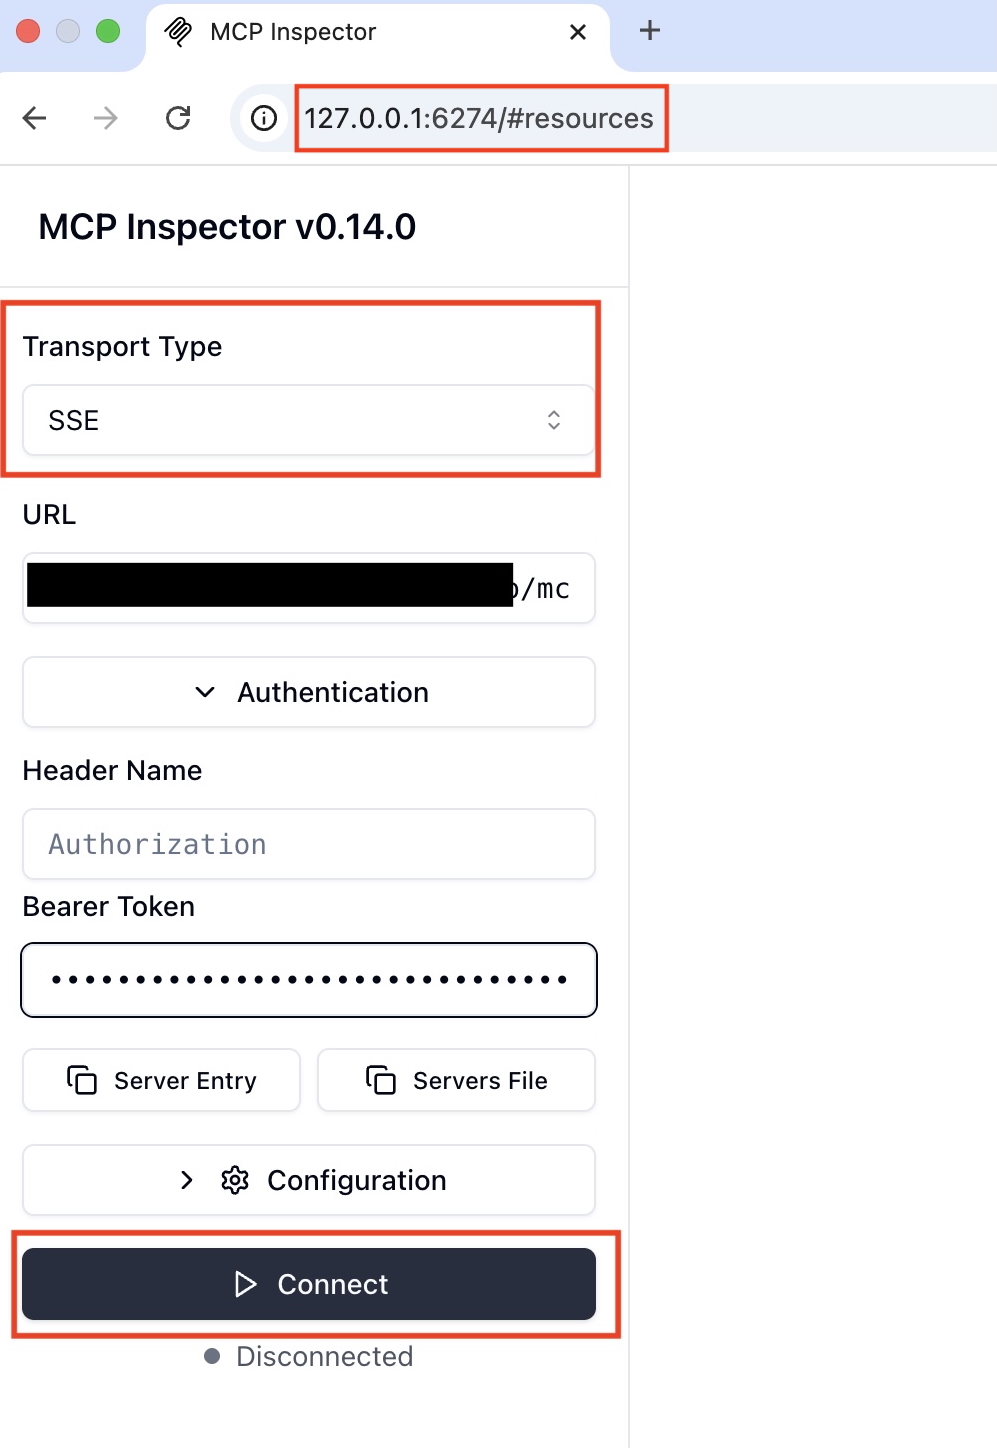 MCP Inspector
127.0.0.1:6274/#resources
MCP Inspector v0.14.0
Transport Type
SSE
URL
/mc
Authentication
Header Name
Authorization
Bearer Token
Server Entry
Servers File
Configuration
Connect
Disconnected